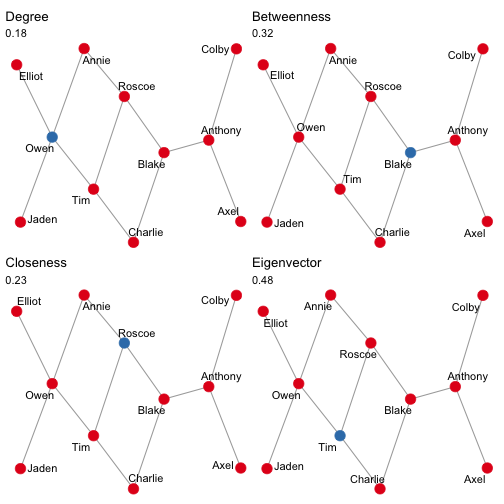 Degree
0.18
Elliot
Annie
Colby
Roscoe
Owen
Anthony
Blake
Tim
Jaden
Axel
Charlie
Betweenness
0.32
Elliot
Annie
Colby
Roscoe
Owen
Anthony
Blake
Tim
Jaden
Charlie
Axel
Closeness
0.23
Elliot
Annie
Colby
Roscoe
Owen
Anthony
Blake
Tim
Jaden
Axel
Charlie
Eigenvector
0.48
Elliot
Annie
Colby
Roscoe
Owen
Anthony
Blake
Tim
Jaden
Charlie
Axel